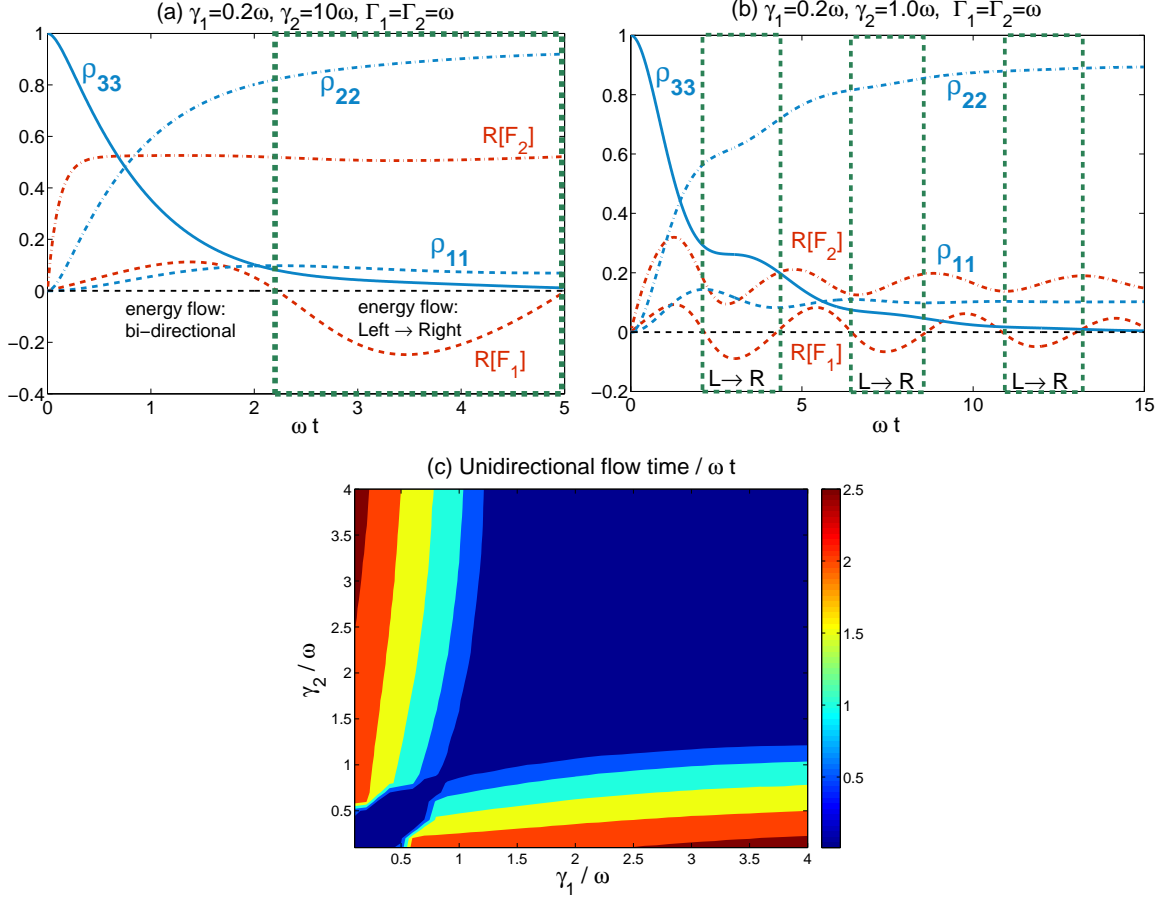 (a) γ₁=0.2ω, γ₂=10ω, Γ₁=Γ₂=ω
1
0.8
0.6
0.4
0.2
0
−0.2
−0.4
ρ₃₃
ρ₂₂
R[F₂]
ρ₁₁
energy flow:
bi−directional
energy flow:
Left → Right
R[F₁]
0 1 2 3 4 5
ω t
(b) γ₁=0.2ω, γ₂=1.0ω, Γ₁=Γ₂=ω
1
0.8
0.6
0.4
0.2
0
−0.2
ρ₃₃
ρ₂₂
R[F₂]
ρ₁₁
R[F₁]
L→ R L→ R L→ R
0 5 10 15
ω t
(c) Unidirectional flow time / ω t
4
3.5
3
2.5
2
1.5
1
0.5
γ₂ / ω
0.5 1 1.5 2 2.5 3 3.5 4
γ₁ / ω
2.5
2
1.5
1
0.5